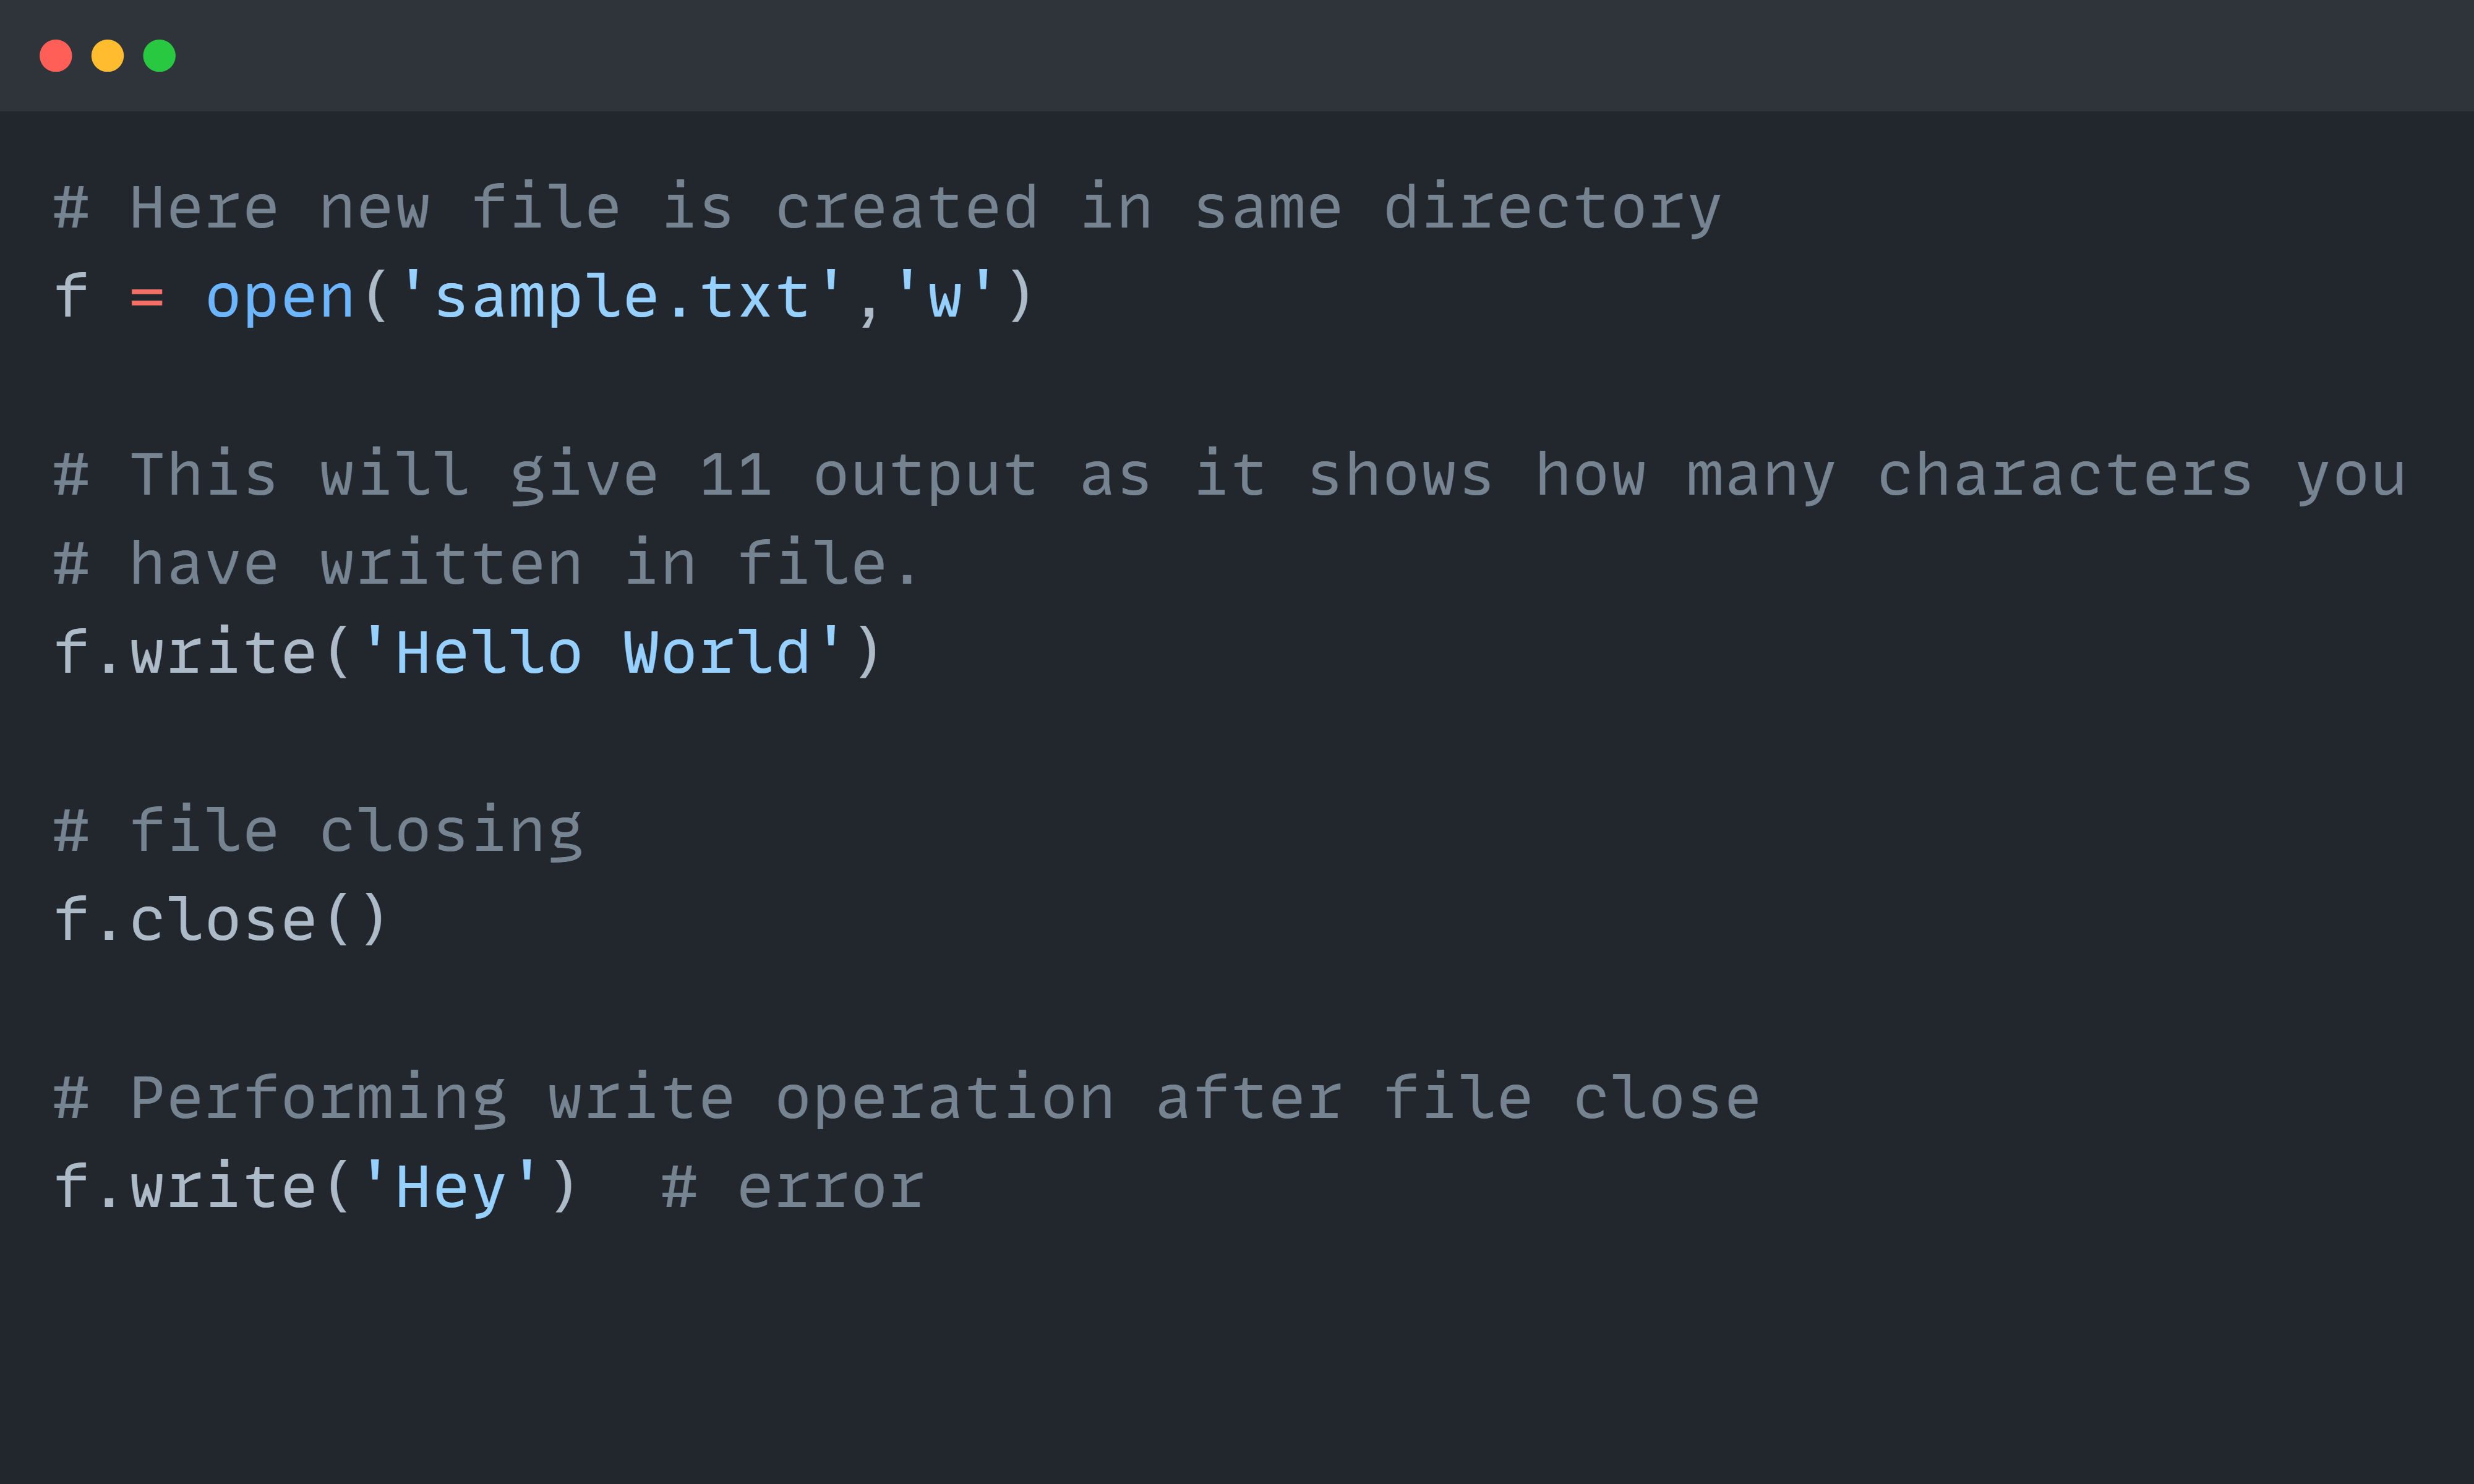 # Here new file is created in same directory
f = open('sample.txt','w')
# This will give 11 output as it shows how many characters you
# have written in file.
f.write('Hello World')
# file closing
f.close()
# Performing write operation after file close
f.write('Hey')  # error